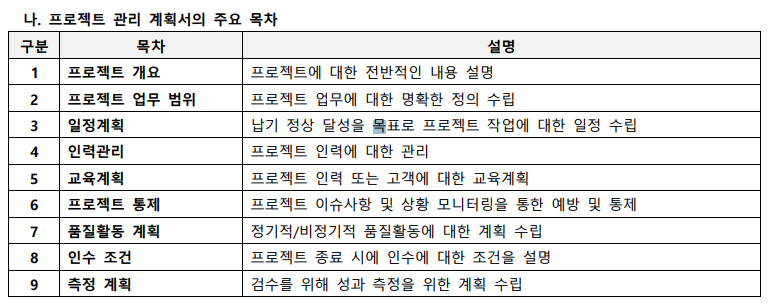 나. 프로젝트 관리 계획서의 주요 목차
구분 목차 설명
1 프로젝트 개요 프로젝트에 대한 전반적인 내용 설명
2 프로젝트 업무 범위 프로젝트 업무에 대한 명확한 정의 수립
3 일정계획 납기 정상 달성을 목표로 프로젝트 작업에 대한 일정 수립
4 인력관리 프로젝트 인력에 대한 관리
5 교육계획 프로젝트 인력 또는 고객에 대한 교육계획
6 프로젝트 통제 프로젝트 이슈사항 및 상황 모니터링을 통한 예방 및 통제
7 품질활동 계획 정기적/비정기적 품질활동에 대한 계획 수립
8 인수 조건 프로젝트 종료 시에 인수에 대한 조건을 설명
9 측정 계획 검수를 위해 성과 측정을 위한 계획 수립